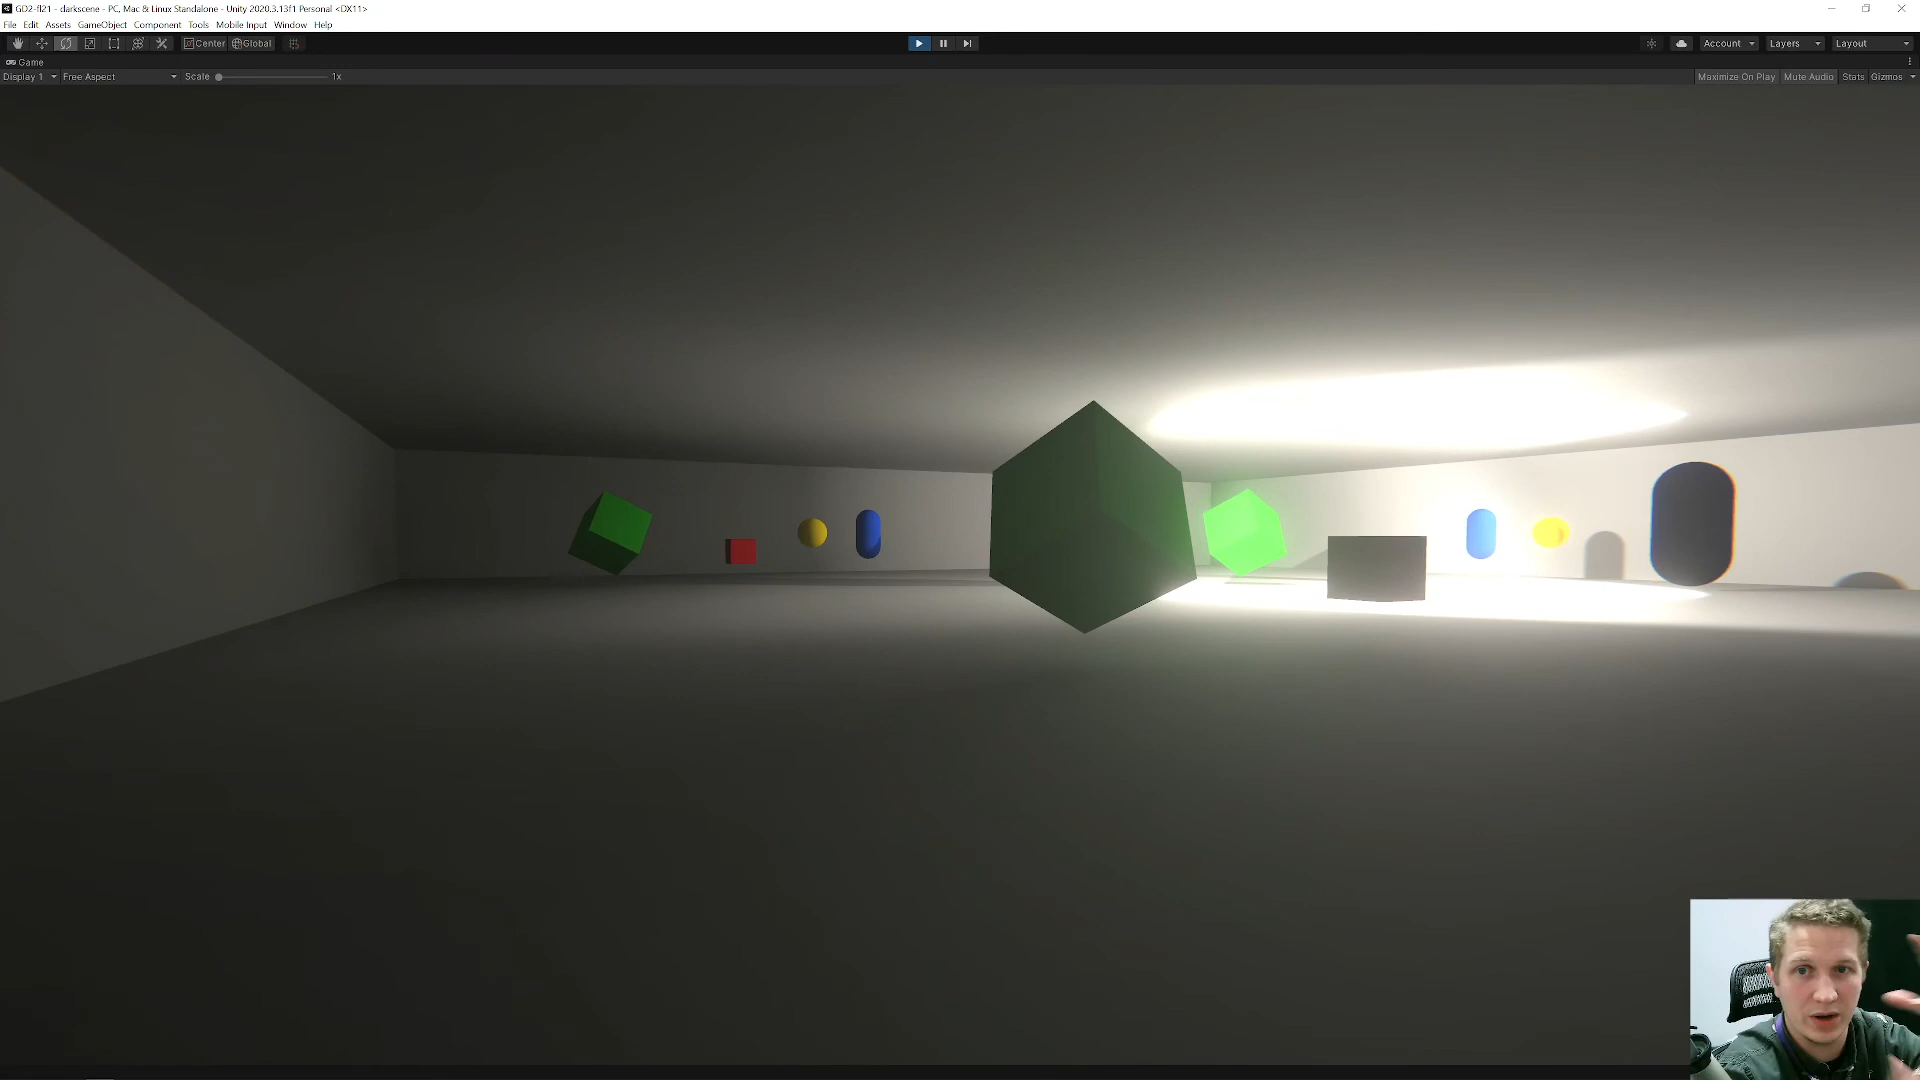 GD2-fl21 - darkscene - PC, Mac & Linux Standalone - Unity 2020.3.13f1 Personal <DX11>
File Edit Assets GameObject Component Tools Mobile Input Window Help
Center Global Account Layers Layout
Game
Display 1 Free Aspect Scale 1x Maximize On Play Mute Audio Stats Gizmos